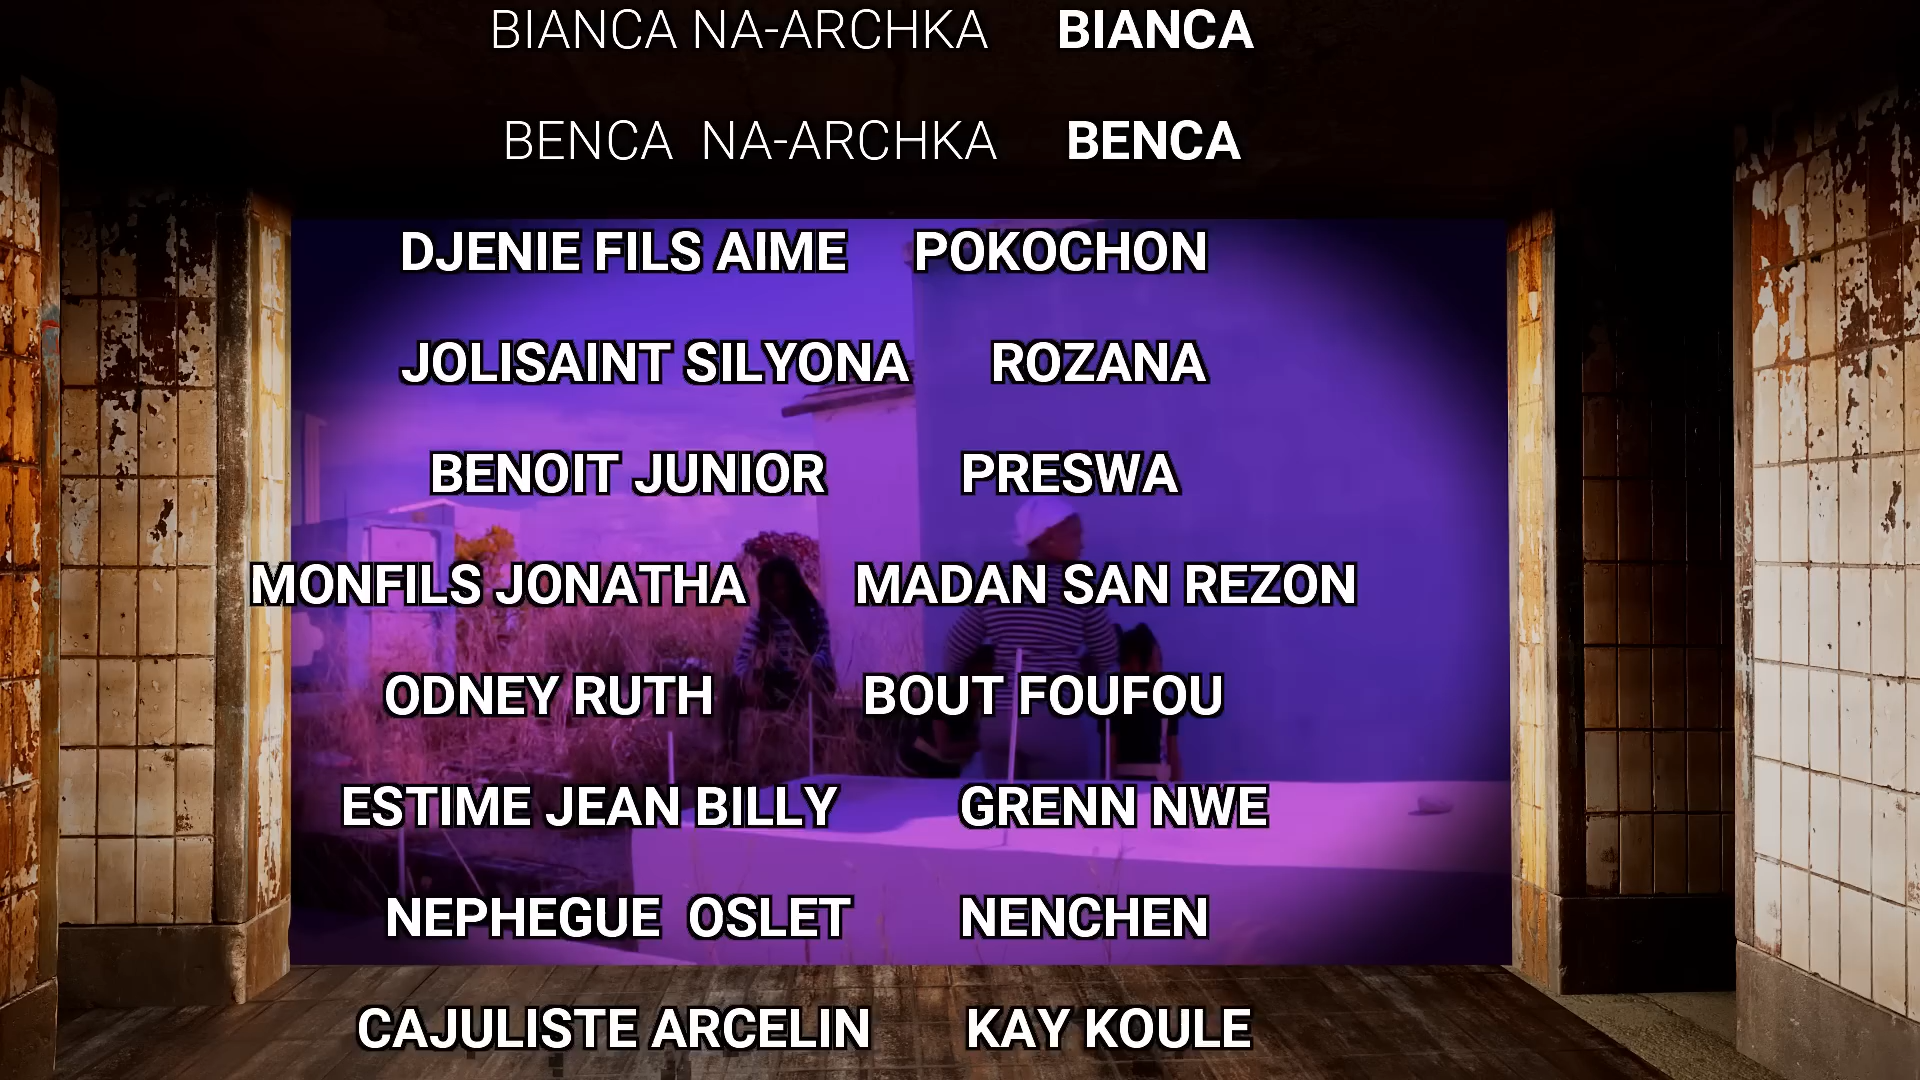 BIANCA NA-ARCHKA BIANCA
BENCA NA-ARCHKA BENCA
DJENIE FILS AIME POKOCHON
JOLISAINT SILYONA ROZANA
BENOIT JUNIOR PRESWA
MONFILS JONATHA MADAN SAN REZON
ODNEY RUTH BOUT FOUFOU
ESTIME JEAN BILLY GRENN NWE
NEPHEGUE OSLET NENCHEN
CAJULISTE ARCELIN KAY KOULE